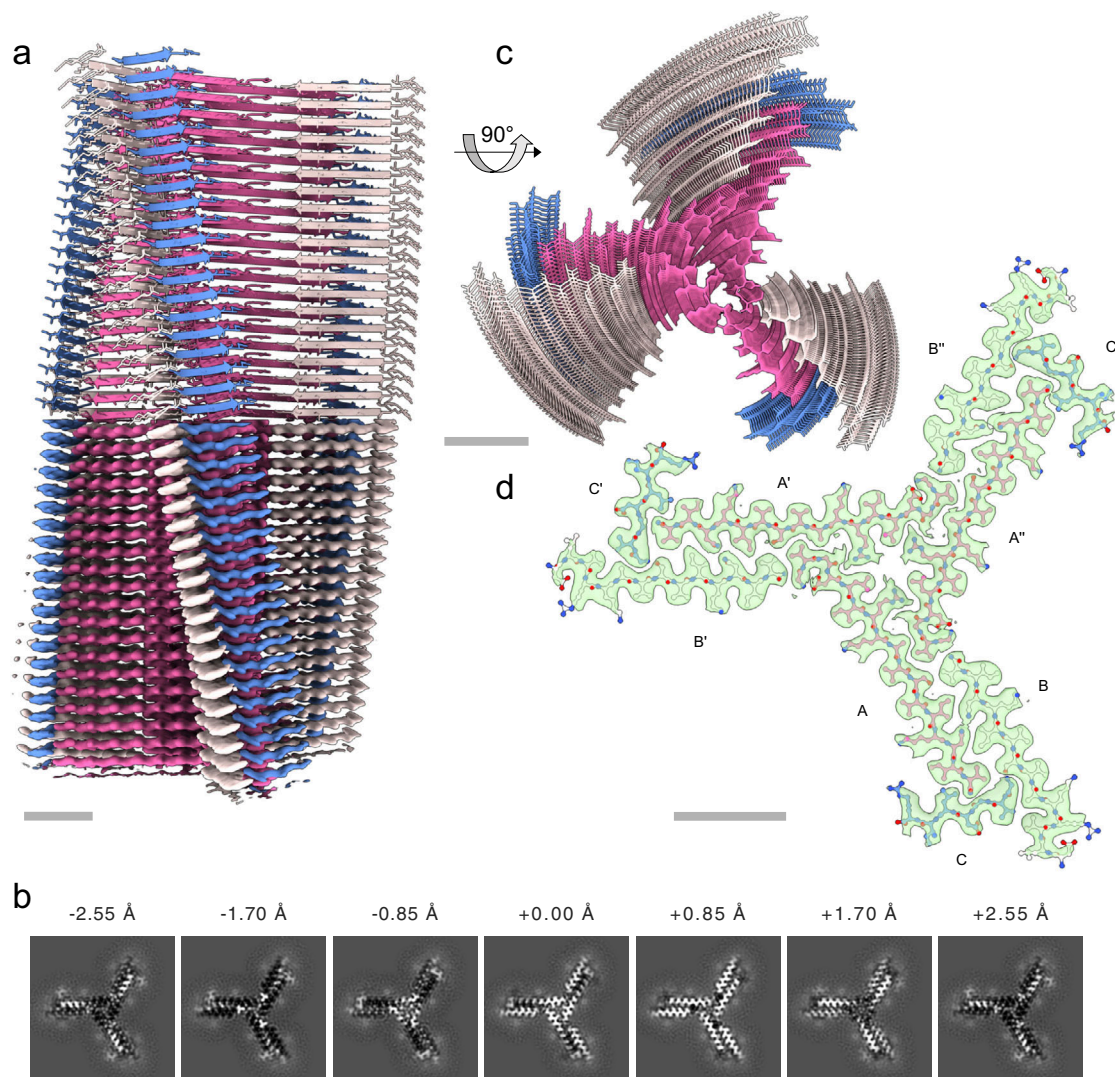 a
c
90°
B"
C
d
C'
A'
A"
B'
B
A
C
b
-2.55 Å
-1.70 Å
-0.85 Å
+0.00 Å
+0.85 Å
+1.70 Å
+2.55 Å